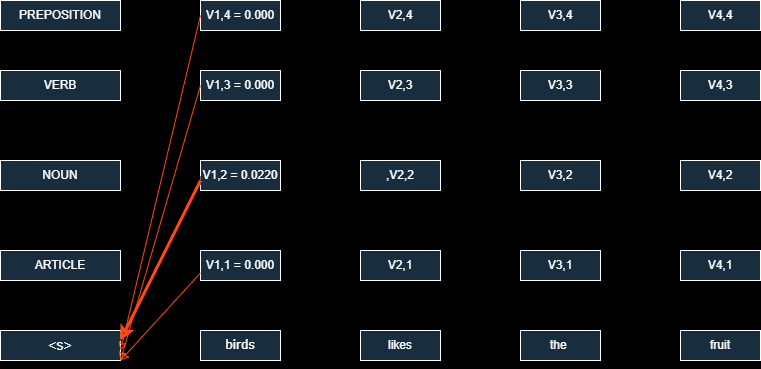 PREPOSITION V1,4 = 0.000 V2,4 V3,4 V4,4
VERB V1,3 = 0.000 V2,3 V3,3 V4,3
NOUN V1,2 = 0.0220 ,V2,2 V3,2 V4,2
ARTICLE V1,1 = 0.000 V2,1 V3,1 V4,1
<s> birds likes the fruit